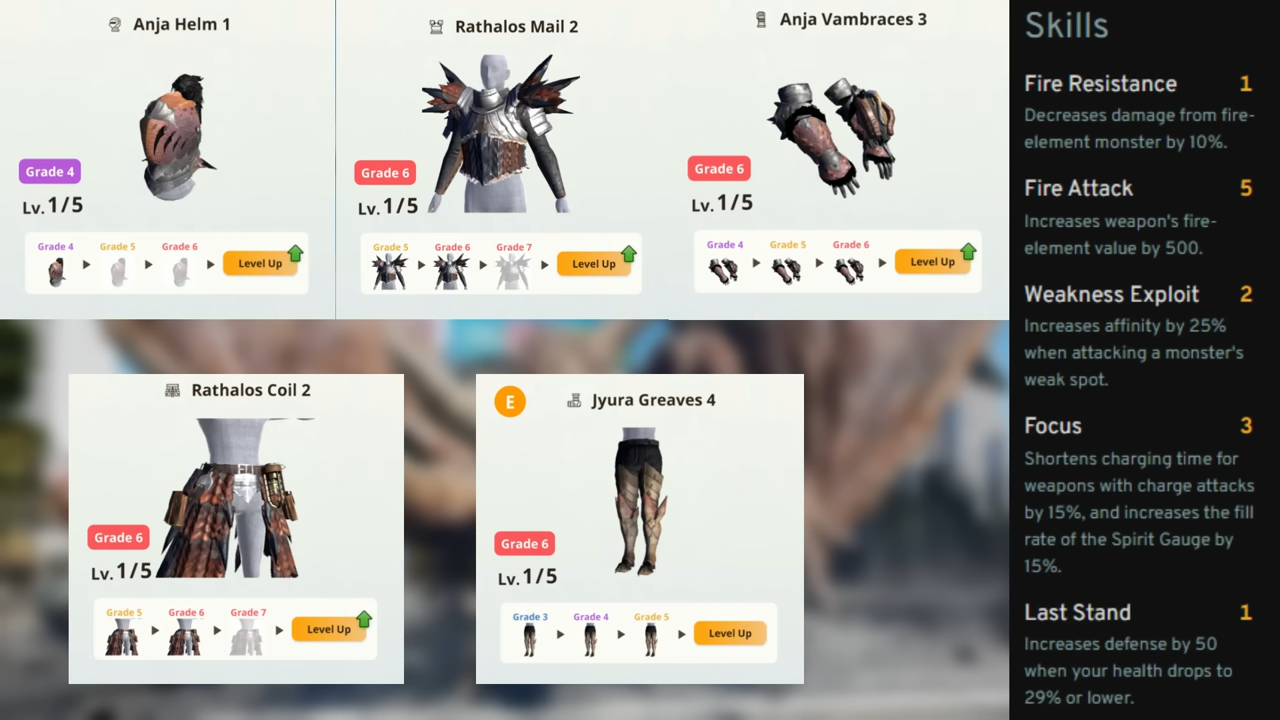 Anja Helm 1
Grade 4
Lv. 1/5
Grade 4 Grade 5 Grade 6
Level Up
Rathalos Mail 2
Grade 6
Lv. 1/5
Grade 5 Grade 6 Grade 7
Level Up
Anja Vambraces 3
Grade 6
Lv. 1/5
Grade 4 Grade 5 Grade 6
Level Up
Rathalos Coil 2
Grade 6
Lv. 1/5
Grade 5 Grade 6 Grade 7
Level Up
E
Jyura Greaves 4
Grade 6
Lv. 1/5
Grade 3 Grade 4 Grade 5
Level Up
Skills
Fire Resistance 1
Decreases damage from fire-
element monster by 10%.
Fire Attack 5
Increases weapon's fire-
element value by 500.
Weakness Exploit 2
Increases affinity by 25%
when attacking a monster's
weak spot.
Focus 3
Shortens charging time for
weapons with charge attacks
by 15%, and increases the fill
rate of the Spirit Gauge by
15%.
Last Stand 1
Increases defense by 50
when your health drops to
29% or lower.